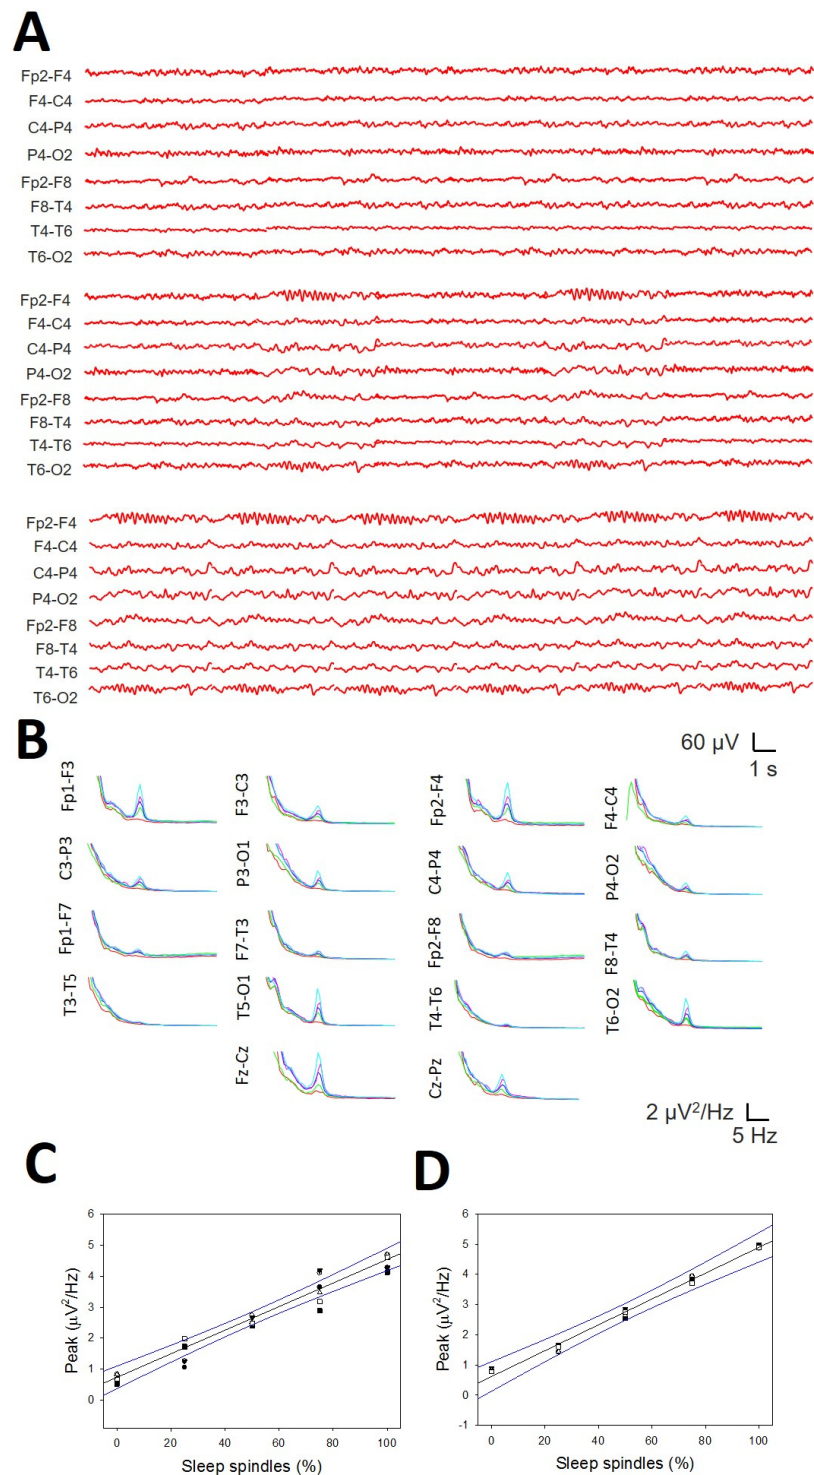 A
Fp2-F4
F4-C4
C4-P4
P4-O2
Fp2-F8
F8-T4
T4-T6
T6-O2
Fp2-F4
F4-C4
C4-P4
P4-O2
Fp2-F8
F8-T4
T4-T6
T6-O2
Fp2-F4
F4-C4
C4-P4
P4-O2
Fp2-F8
F8-T4
T4-T6
T6-O2
B
60 µV
1 s
Fp1-F3
F3-C3
Fp2-F4
F4-C4
C3-P3
P3-O1
C4-P4
P4-O2
Fp1-F7
F7-T3
Fp2-F8
F8-T4
T3-T5
T5-O1
T4-T6
T6-O2
Fz-Cz
Cz-Pz
2 µV²/Hz
5 Hz
C
Peak (µV²/Hz)
6
5
4
3
2
1
0
0 20 40 60 80 100
Sleep spindles (%)
D
Peak (µV²/Hz)
6
5
4
3
2
1
0
-1
0 20 40 60 80 100
Sleep spindles (%)